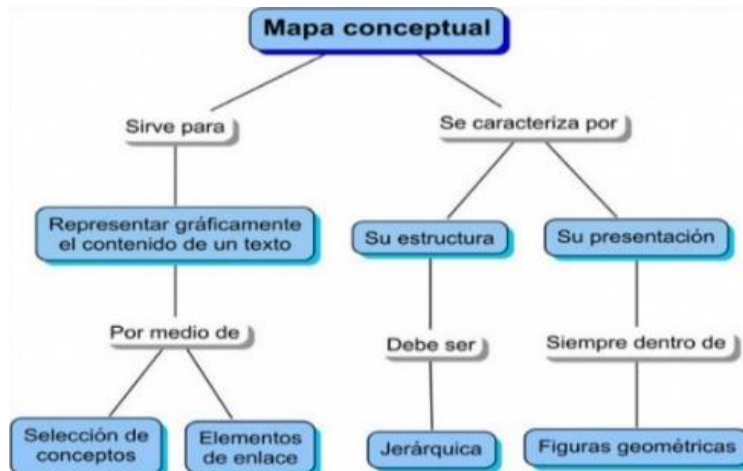 Mapa conceptual
Sirve para
Se caracteriza por
Representar gráficamente
el contenido de un texto
Su estructura
Su presentación
Por medio de
Debe ser
Siempre dentro de
Selección de
conceptos
Elementos
de enlace
Jerárquica
Figuras geométricas